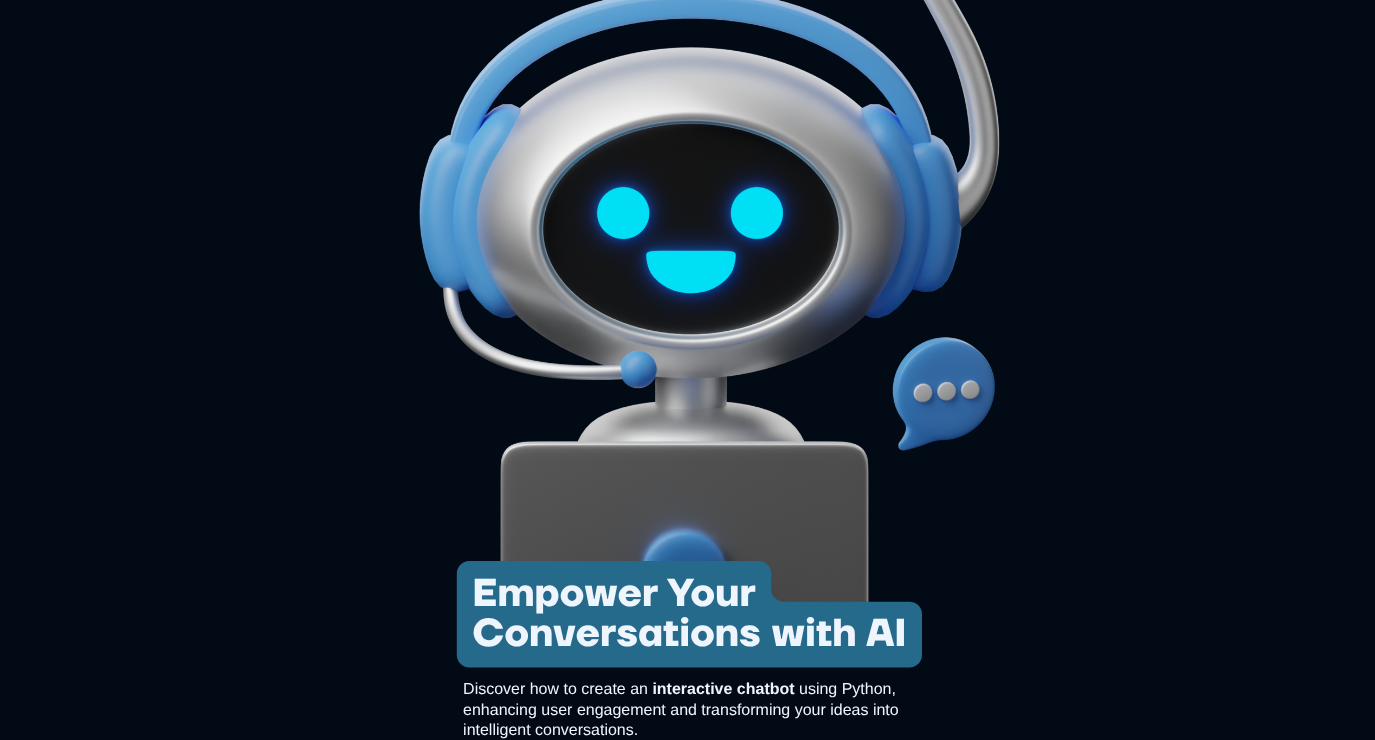 Empower Your
Conversations with AI
Discover how to create an interactive chatbot using Python,
enhancing user engagement and transforming your ideas into
intelligent conversations.